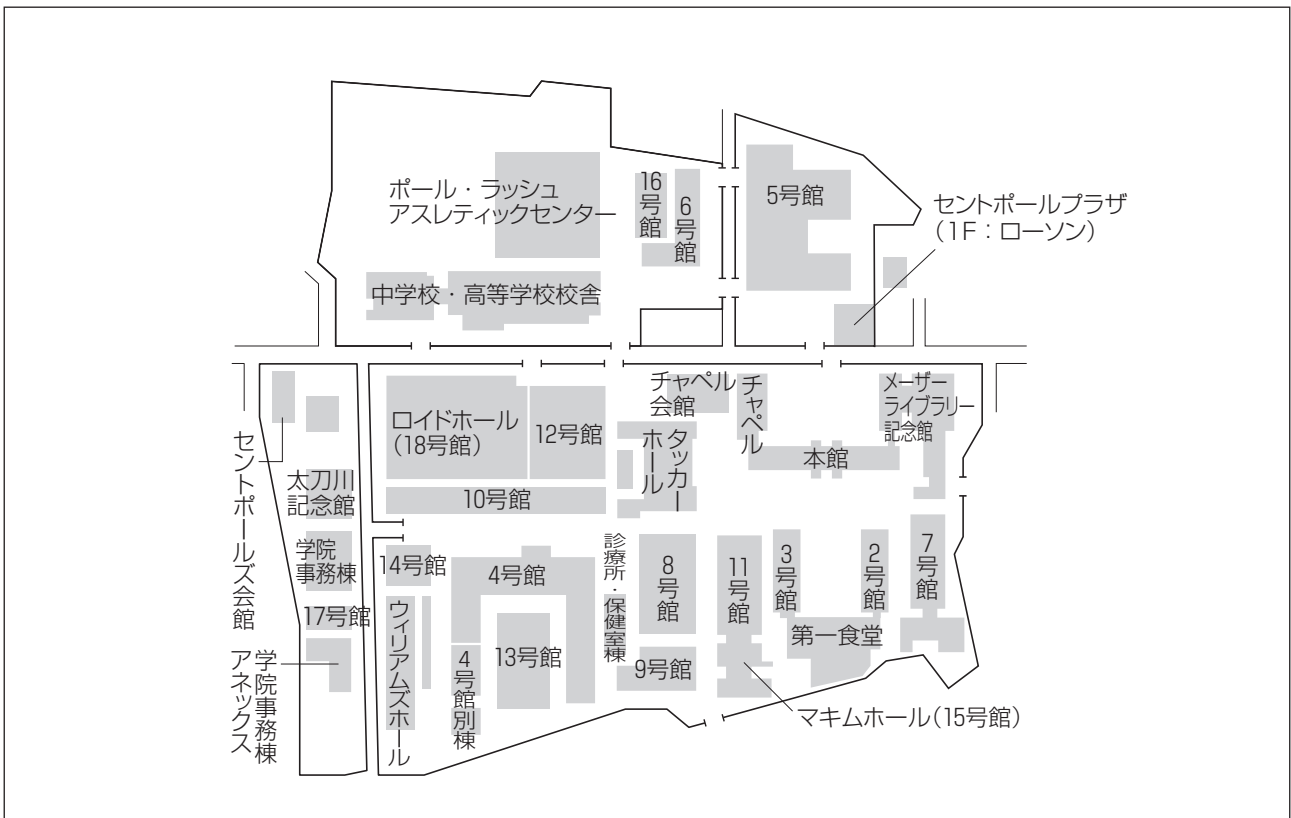 ポール・ラッシュ
アスレティックセンター
16号館
6号館
5号館
セントポールプラザ
(1F:ローソン)
中学校・高等学校校舎
ロイドホール
(18号館)
12号館
チャペル
会館
チャペル
メーザー
ライブラリー
記念館
タッカー
ホール
本館
10号館
セントポールズ会館
太刀川
記念館
学院
事務棟
14号館
4号館
診療所・保健室棟
8号館
11号館
3号館
2号館
7号館
17号館
ウィリアムズホール
13号館
第一食堂
4号館別棟
9号館
学院事務棟
アネックス
マキムホール(15号館)